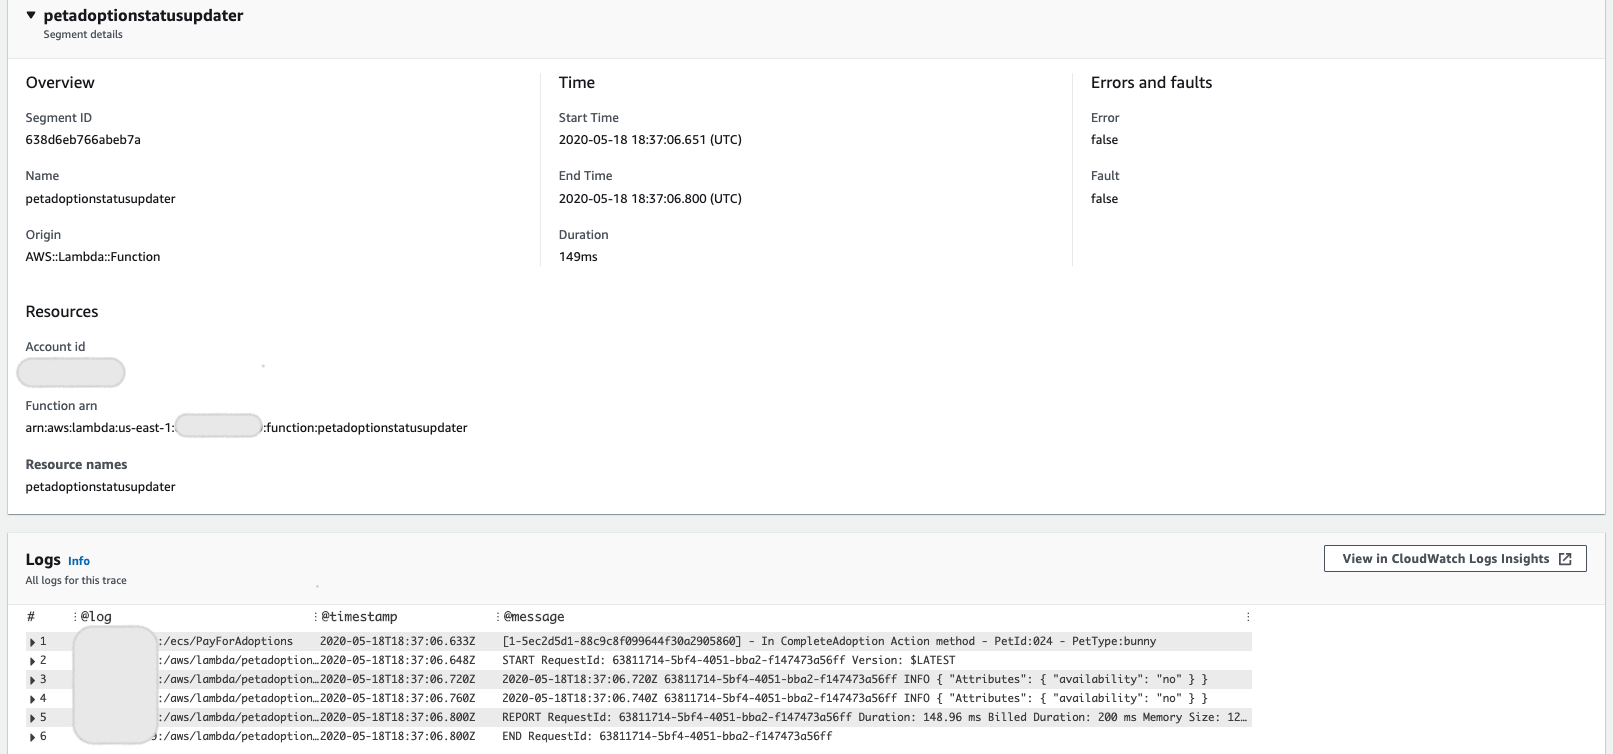 petadoptionstatusupdater
Segment details
Overview
Segment ID
638d6eb766abeb7a
Name
petadoptionstatusupdater
Origin
AWS::Lambda::Function
Time
Start Time
2020-05-18 18:37:06.651 (UTC)
End Time
2020-05-18 18:37:06.800 (UTC)
Duration
149ms
Errors and faults
Error
false
Fault
false
Resources
Account id
Function arn
arn:aws:lambda:us-east-1: :function:petadoptionstatusupdater
Resource names
petadoptionstatusupdater
Logs Info
All logs for this trace
View in CloudWatch Logs Insights
# @log @timestamp @message
1 :/ecs/PayForAdoptions 2020-05-18T18:37:06.633Z [1-5ec2d5d1-88c9c8f099644f30a2905860] - In CompleteAdoption Action method - PetId:024 - PetType:bunny
2 :/aws/lambda/petadoption… 2020-05-18T18:37:06.648Z START RequestId: 63811714-5bf4-4051-bba2-f147473a56ff Version: $LATEST
3 :/aws/lambda/petadoption… 2020-05-18T18:37:06.720Z 2020-05-18T18:37:06.720Z 63811714-5bf4-4051-bba2-f147473a56ff INFO { "Attributes": { "availability": "no" } }
4 :/aws/lambda/petadoption… 2020-05-18T18:37:06.760Z 2020-05-18T18:37:06.740Z 63811714-5bf4-4051-bba2-f147473a56ff INFO { "Attributes": { "availability": "no" } }
5 :/aws/lambda/petadoption… 2020-05-18T18:37:06.800Z REPORT RequestId: 63811714-5bf4-4051-bba2-f147473a56ff Duration: 148.96 ms Billed Duration: 200 ms Memory Size: 12…
6 :/aws/lambda/petadoption… 2020-05-18T18:37:06.800Z END RequestId: 63811714-5bf4-4051-bba2-f147473a56ff